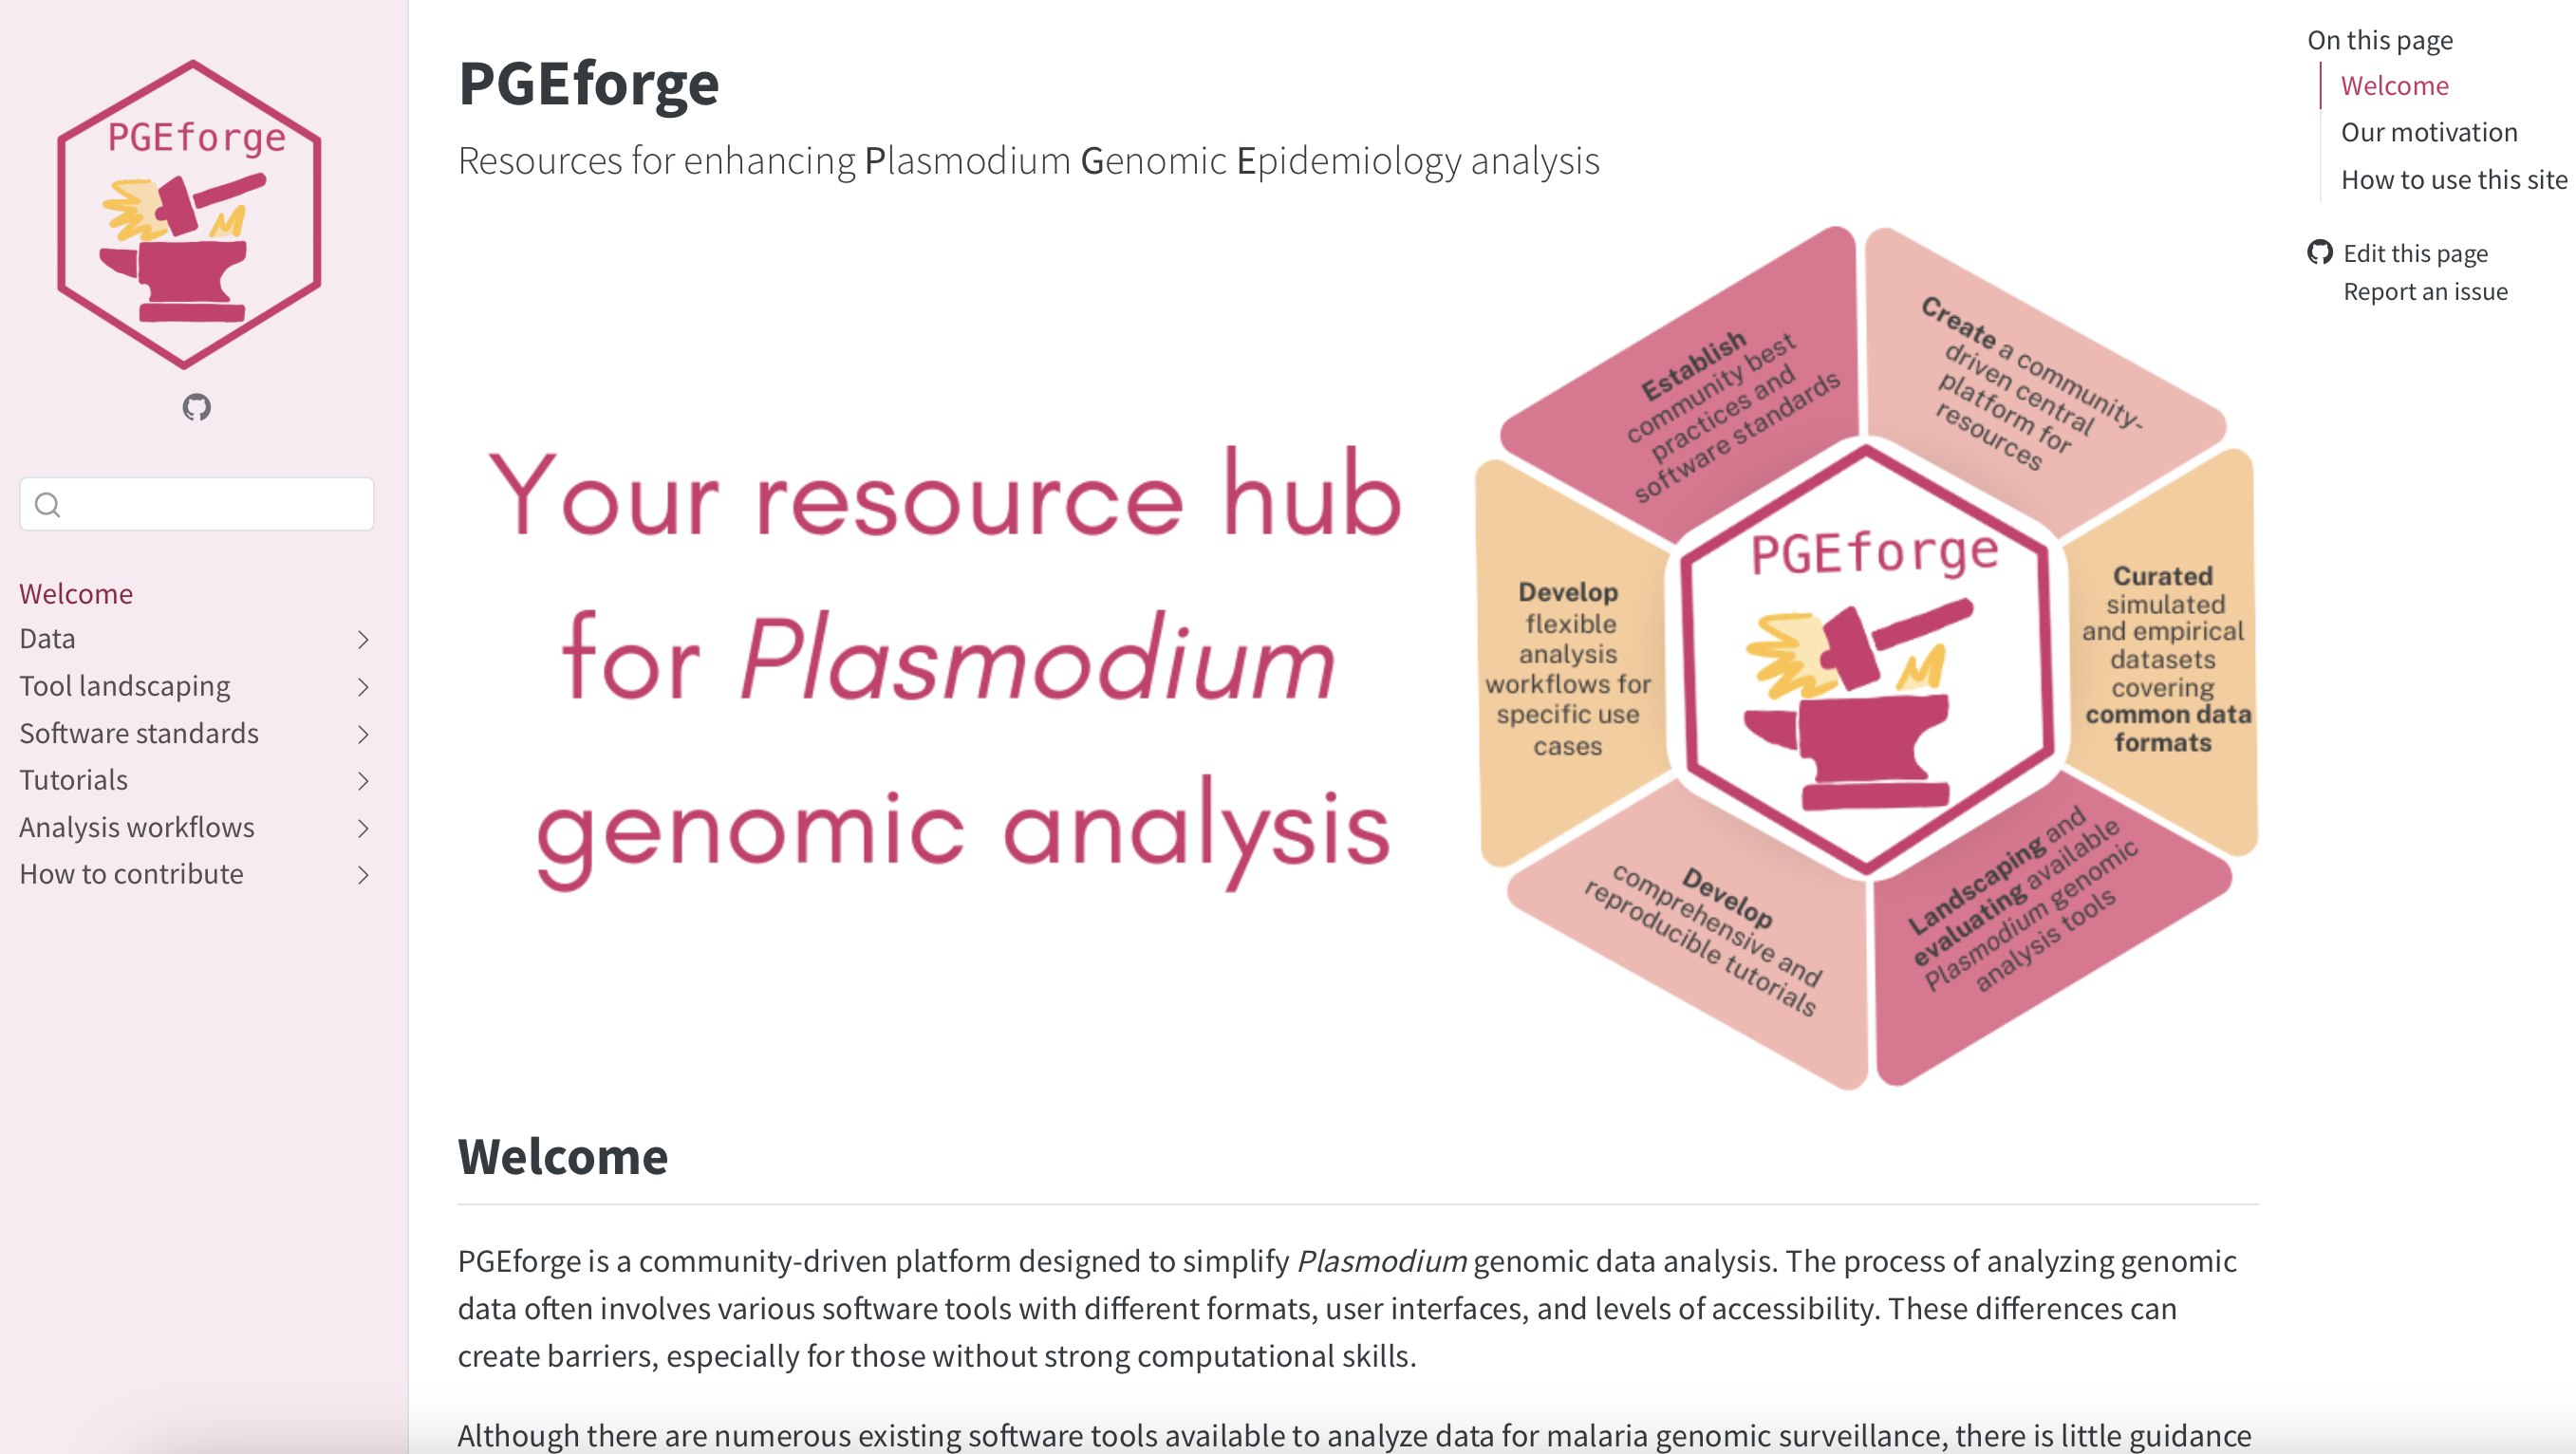 PGEforge
Welcome
Data
Tool landscaping
Software standards
Tutorials
Analysis workflows
How to contribute
PGEforge
Resources for enhancing Plasmodium Genomic Epidemiology analysis
Your resource hub
for Plasmodium
genomic analysis
Establish
community best
practices and
software standards
Create a community-
driven central
platform for
resources
Develop
flexible
analysis
workflows for
specific use
cases
PGEforge
Curated
simulated
and empirical
datasets
covering
common data
formats
Develop
comprehensive and
reproducible tutorials
Landscaping and
evaluating available
Plasmodium genomic
analysis tools
Welcome
PGEforge is a community-driven platform designed to simplify Plasmodium genomic data analysis. The process of analyzing genomic
data often involves various software tools with different formats, user interfaces, and levels of accessibility. These differences can
create barriers, especially for those without strong computational skills.
Although there are numerous existing software tools available to analyze data for malaria genomic surveillance, there is little guidance
On this page
Welcome
Our motivation
How to use this site
Edit this page
Report an issue